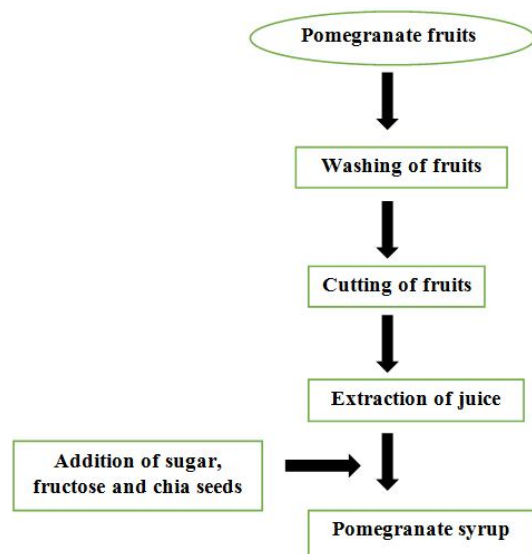 Pomegranate fruits
Washing of fruits
Cutting of fruits
Extraction of juice
Addition of sugar,
fructose and chia seeds
Pomegranate syrup